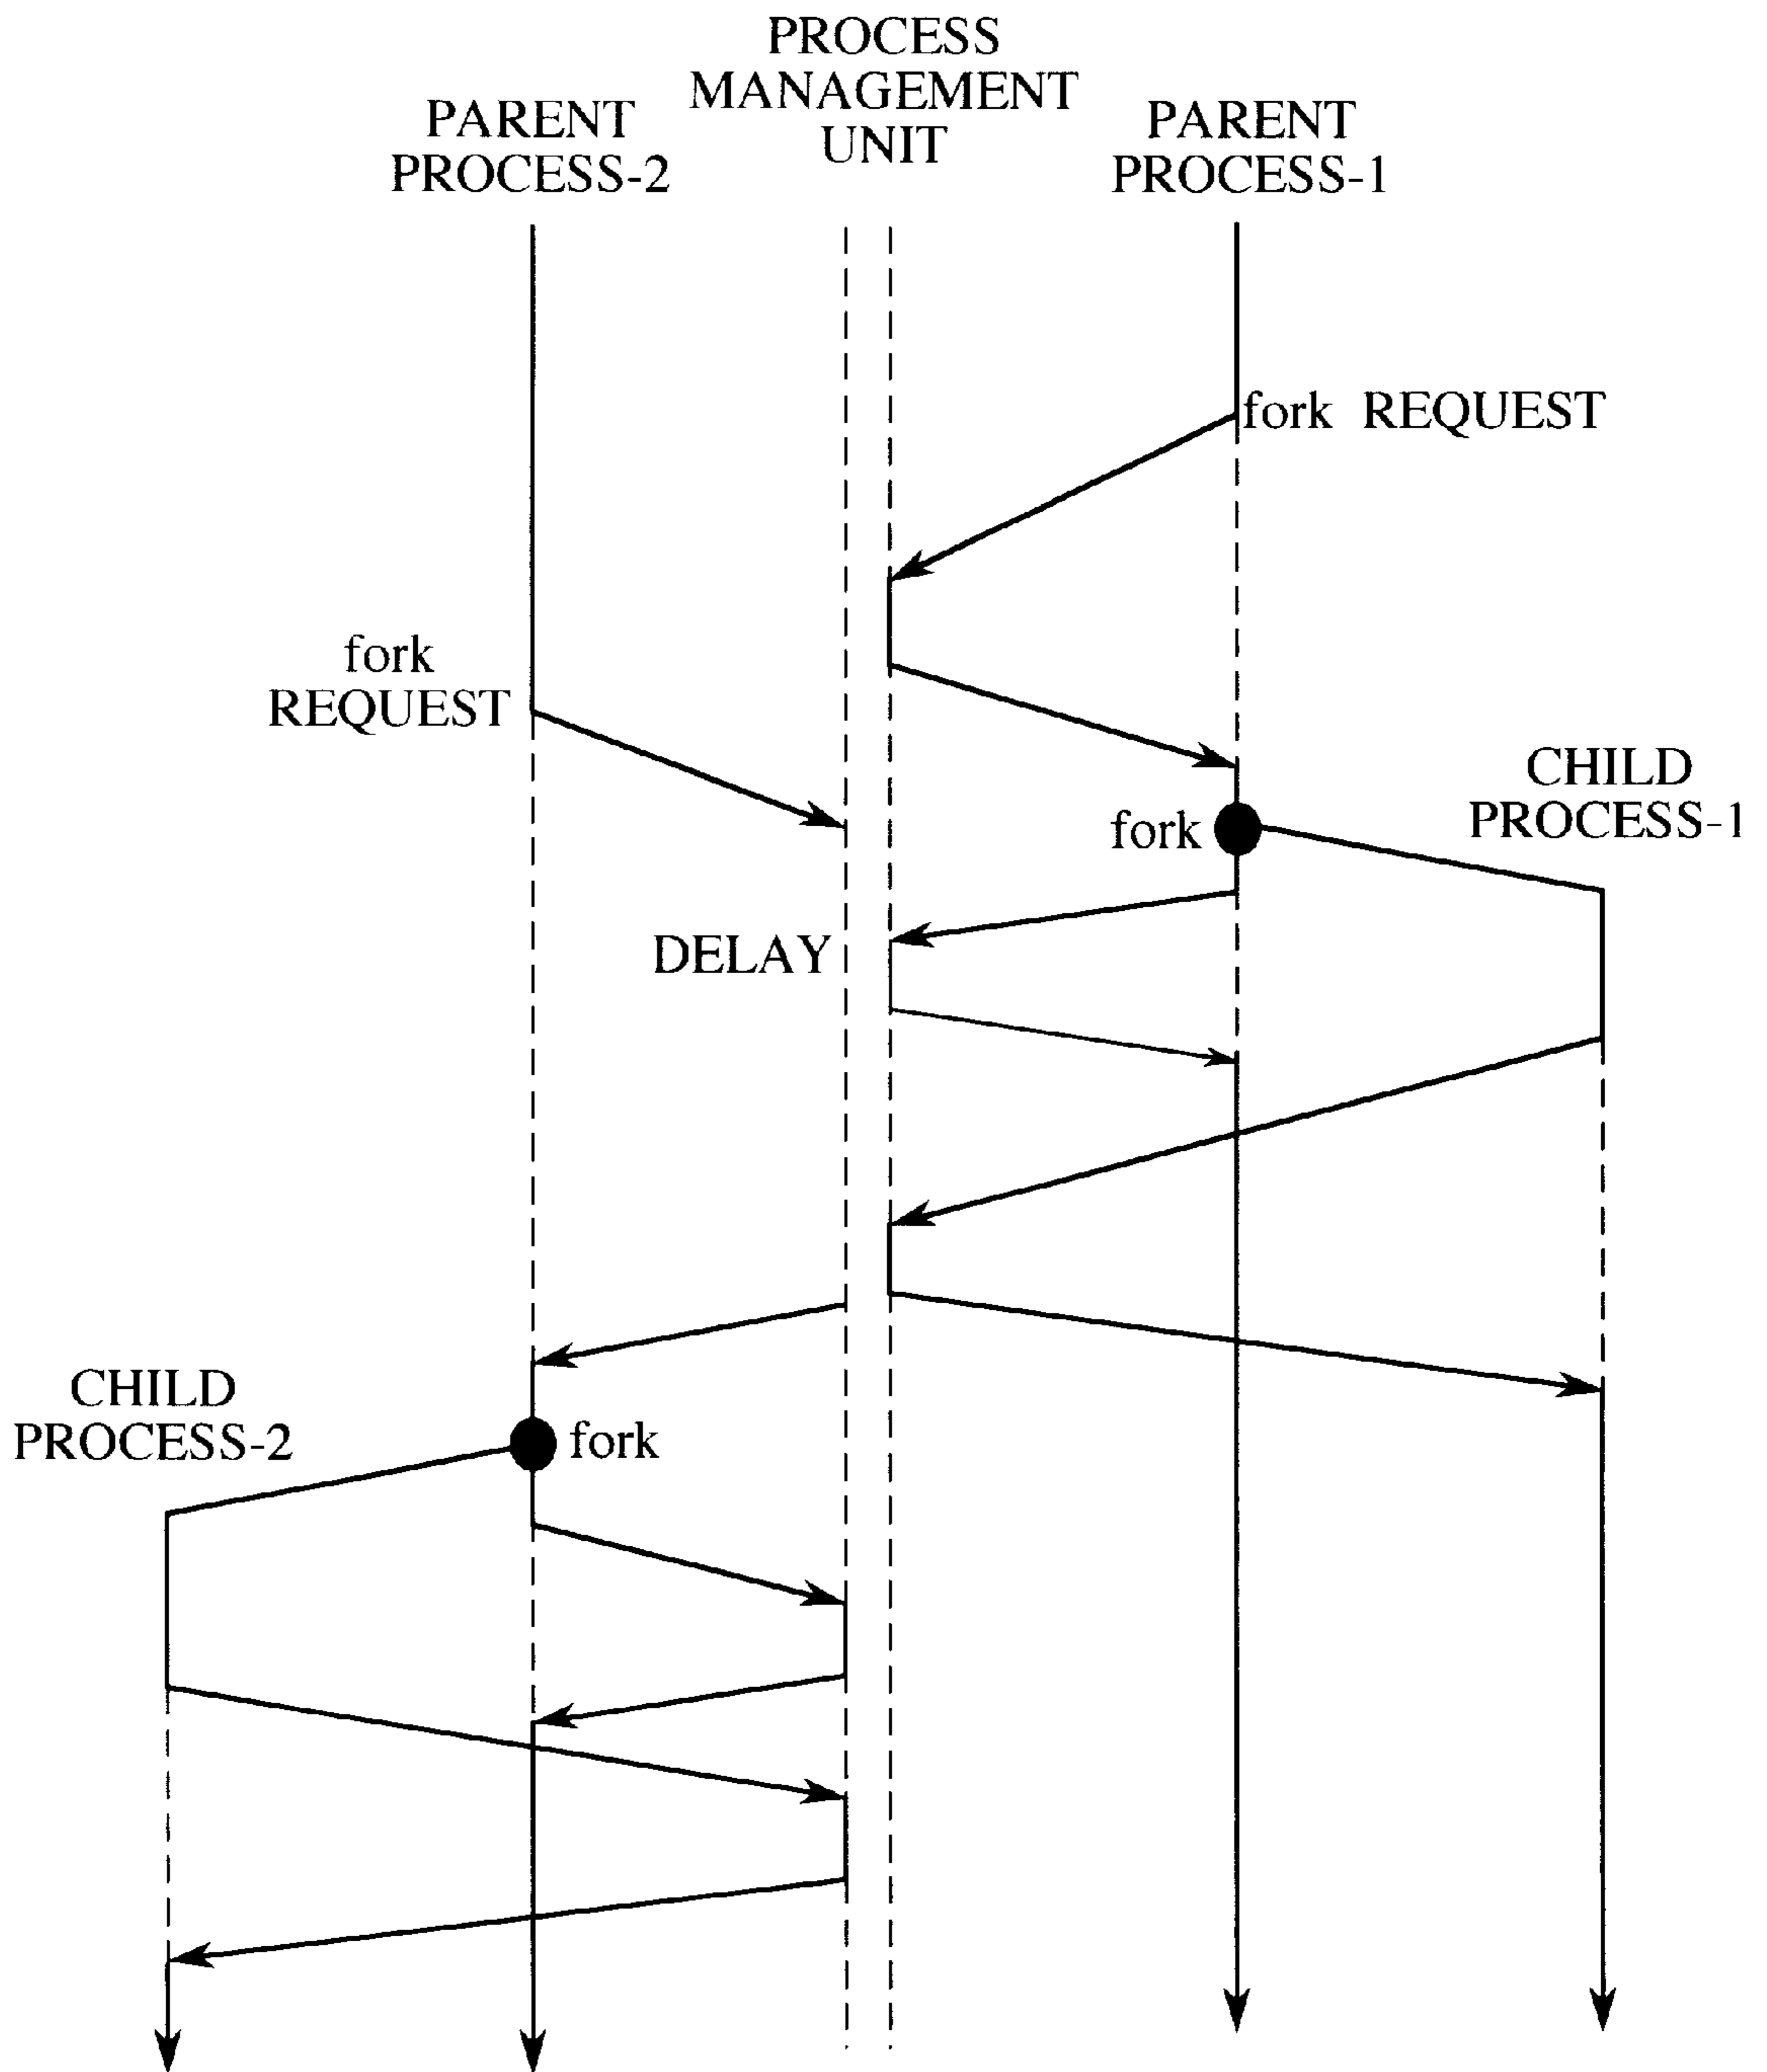 PROCESS
MANAGEMENT
UNIT
PARENT
PROCESS-2
PARENT
PROCESS-1
fork REQUEST
fork
REQUEST
CHILD
PROCESS-1
fork
DELAY
CHILD
PROCESS-2
fork